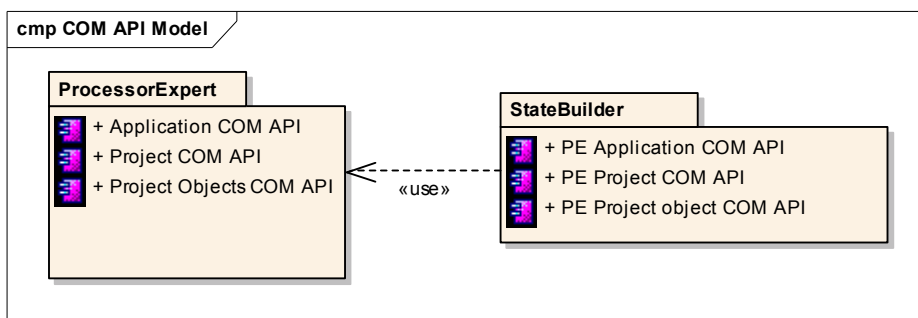 cmp COM API Model
ProcessorExpert
+ Application COM API
+ Project COM API
+ Project Objects COM API
«use»
StateBuilder
+ PE Application COM API
+ PE Project COM API
+ PE Project object COM API